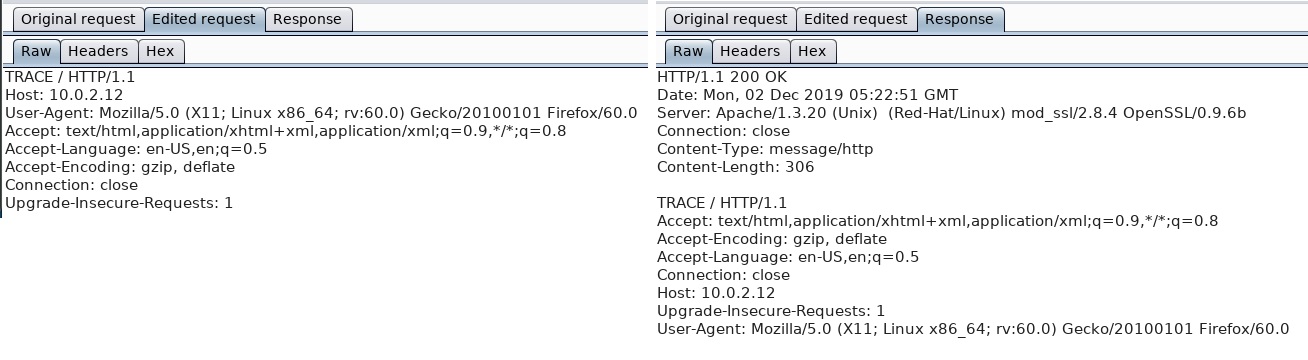 Original request Edited request Response
Raw Headers Hex
TRACE / HTTP/1.1
Host: 10.0.2.12
User-Agent: Mozilla/5.0 (X11; Linux x86_64; rv:60.0) Gecko/20100101 Firefox/60.0
Accept: text/html,application/xhtml+xml,application/xml;q=0.9,*/*;q=0.8
Accept-Language: en-US,en;q=0.5
Accept-Encoding: gzip, deflate
Connection: close
Upgrade-Insecure-Requests: 1
Original request Edited request Response
Raw Headers Hex
HTTP/1.1 200 OK
Date: Mon, 02 Dec 2019 05:22:51 GMT
Server: Apache/1.3.20 (Unix)  (Red-Hat/Linux) mod_ssl/2.8.4 OpenSSL/0.9.6b
Connection: close
Content-Type: message/http
Content-Length: 306
TRACE / HTTP/1.1
Accept: text/html,application/xhtml+xml,application/xml;q=0.9,*/*;q=0.8
Accept-Encoding: gzip, deflate
Accept-Language: en-US,en;q=0.5
Connection: close
Host: 10.0.2.12
Upgrade-Insecure-Requests: 1
User-Agent: Mozilla/5.0 (X11; Linux x86_64; rv:60.0) Gecko/20100101 Firefox/60.0